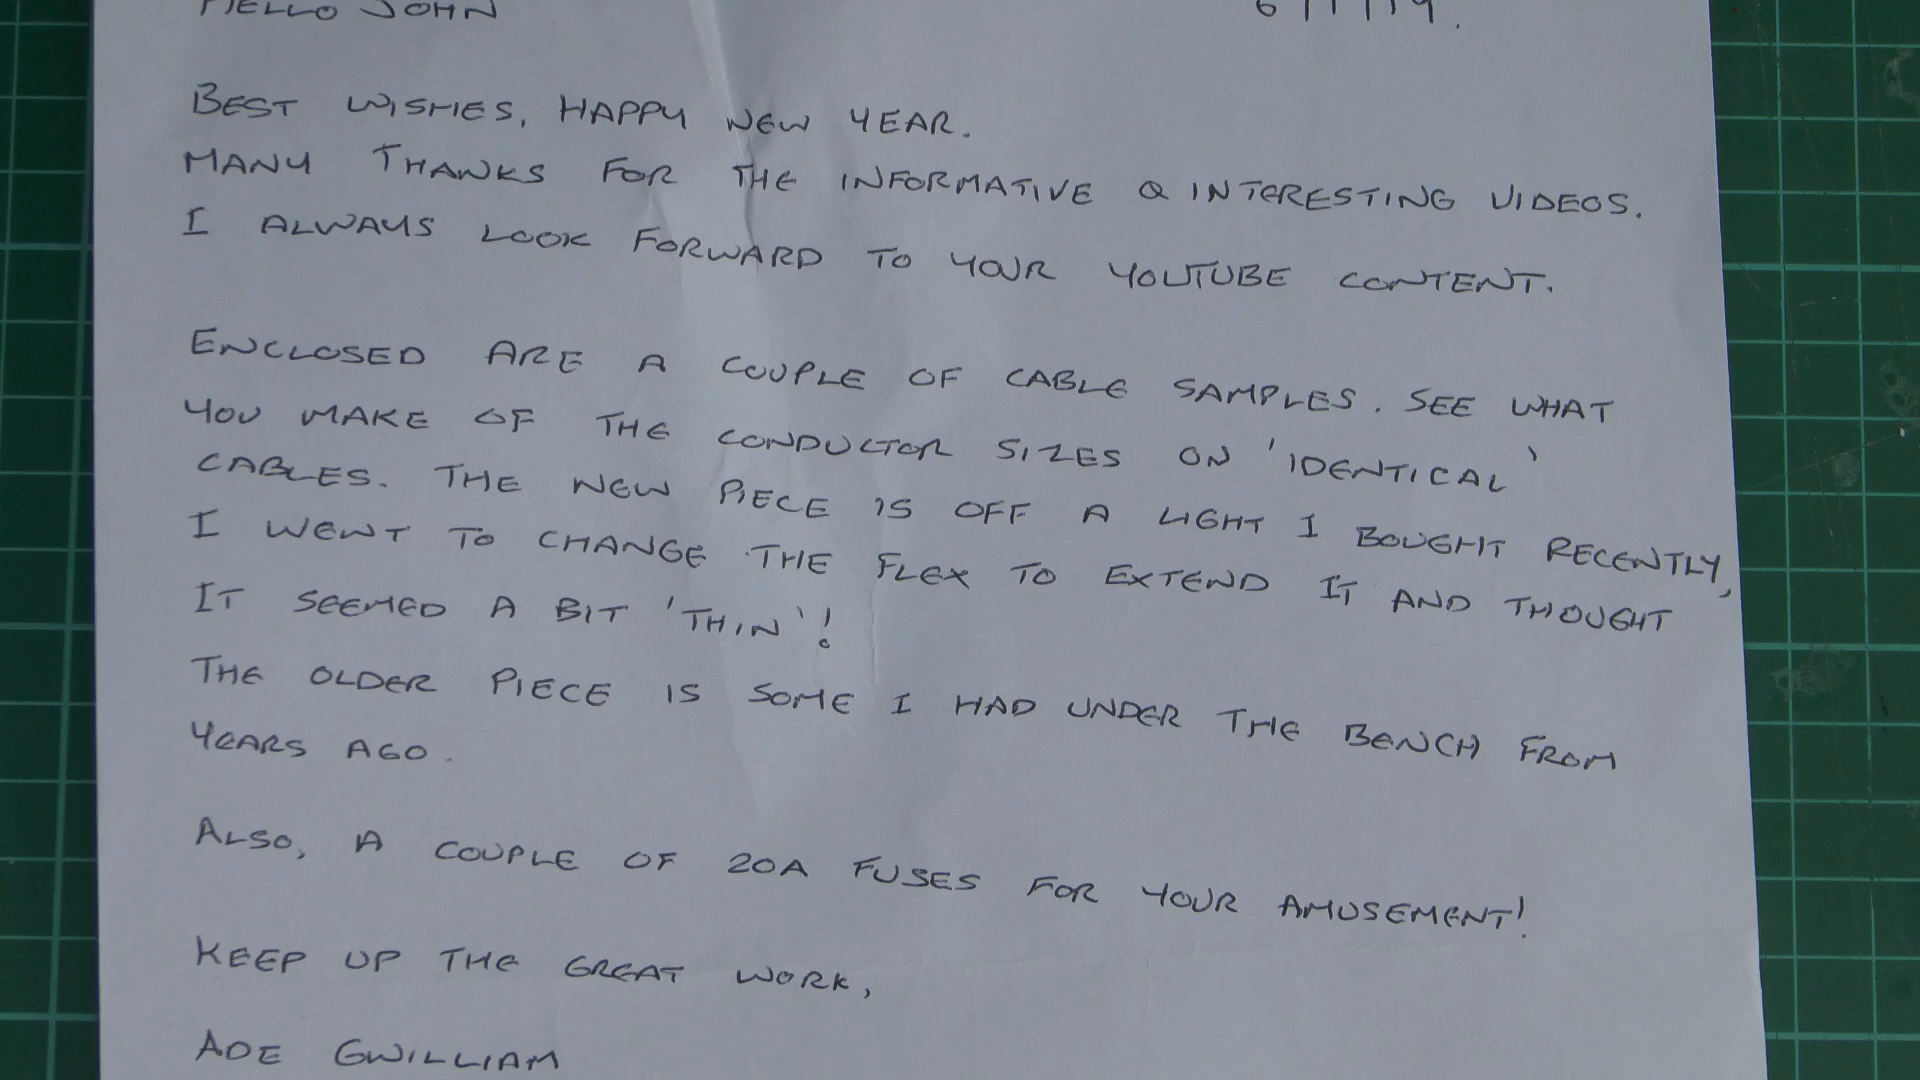 HELLO JOHN
BEST WISHES, HAPPY NEW YEAR.
MANY THANKS FOR THE INFORMATIVE & INTERESTING VIDEOS.
I ALWAYS LOOK FORWARD TO YOUR YOUTUBE CONTENT.
ENCLOSED ARE A COUPLE OF CABLE SAMPLES. SEE WHAT
YOU MAKE OF THE CONDUCTOR SIZES ON 'IDENTICAL'
CABLES. THE NEW PIECE IS OFF A LIGHT I BOUGHT RECENTLY,
I WENT TO CHANGE THE FLEX TO EXTEND IT AND THOUGHT
IT SEEMED A BIT 'THIN'!
THE OLDER PIECE IS SOME I HAD UNDER THE BENCH FROM
YEARS AGO.
ALSO, A COUPLE OF 20A FUSES FOR YOUR AMUSEMENT!
KEEP UP THE GREAT WORK,
ADE GWILLIAM